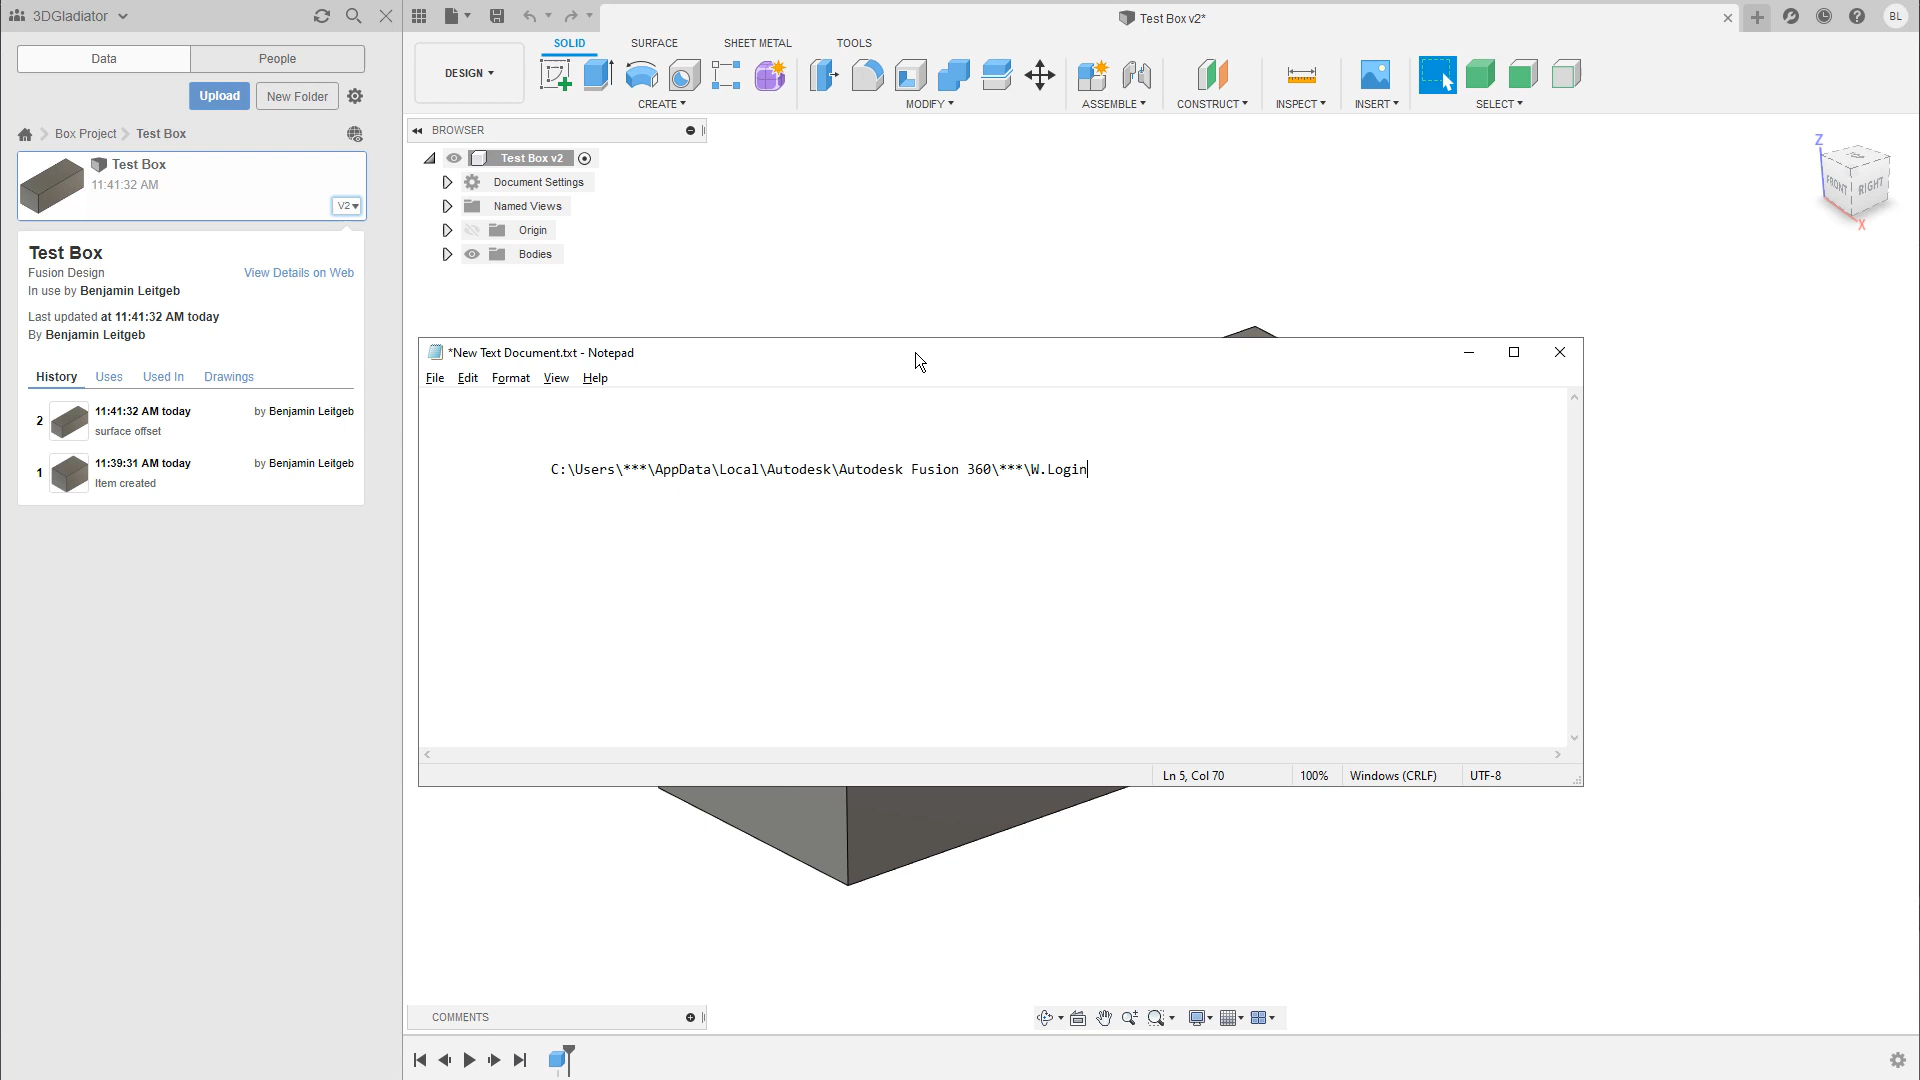 3DGladiator
Test Box v2*
BL
Data
People
Upload
New Folder
Box Project
Test Box
Test Box
11:41:32 AM
V2
Test Box
Fusion Design
View Details on Web
In use by Benjamin Leitgeb
Last updated at 11:41:32 AM today
By Benjamin Leitgeb
History
Uses
Used In
Drawings
2
11:41:32 AM today
by Benjamin Leitgeb
surface offset
1
11:39:31 AM today
by Benjamin Leitgeb
Item created
DESIGN
SOLID
SURFACE
SHEET METAL
TOOLS
CREATE
MODIFY
ASSEMBLE
CONSTRUCT
INSPECT
INSERT
SELECT
BROWSER
Test Box v2
Document Settings
Named Views
Origin
Bodies
Z
FRONT
RIGHT
X
*New Text Document.txt - Notepad
File
Edit
Format
View
Help
C:\Users\***\AppData\Local\Autodesk\Autodesk Fusion 360\***\W.Login
Ln 5, Col 70
100%
Windows (CRLF)
UTF-8
COMMENTS